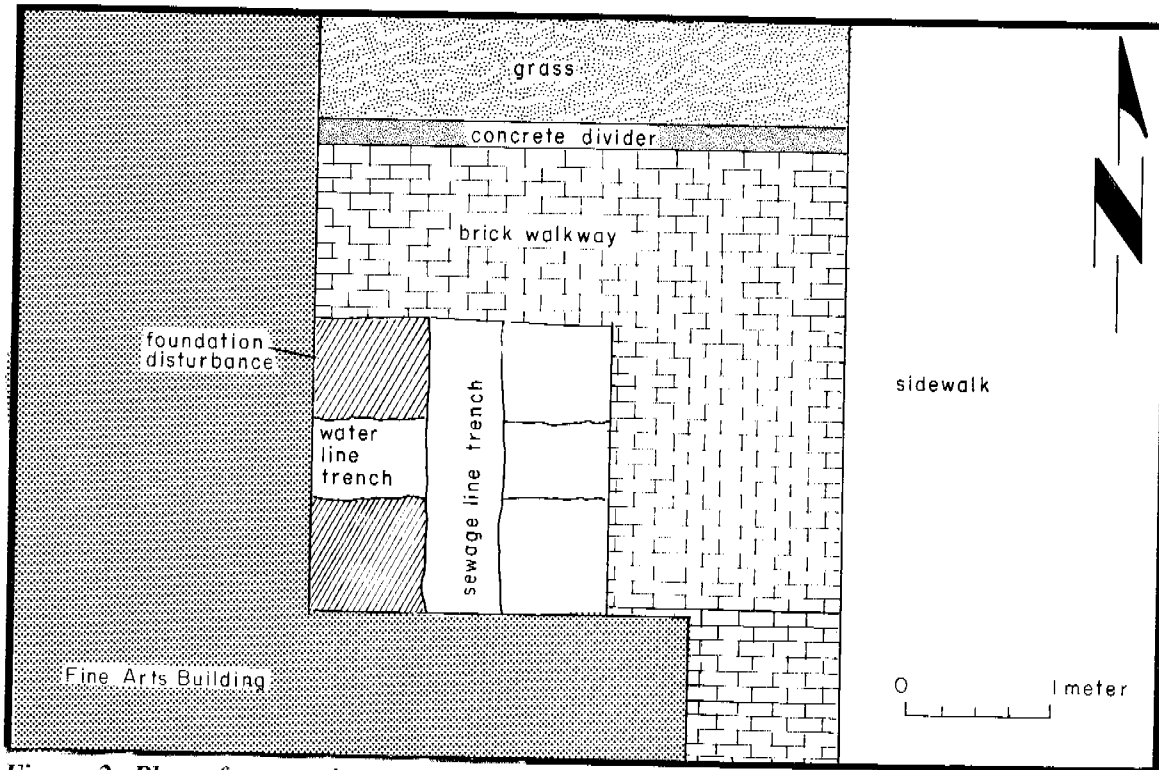 grass
concrete divider
brick walkway
foundation
disturbance
water
line
trench
sewage line trench
sidewalk
N
Fine Arts Building
0 1 meter